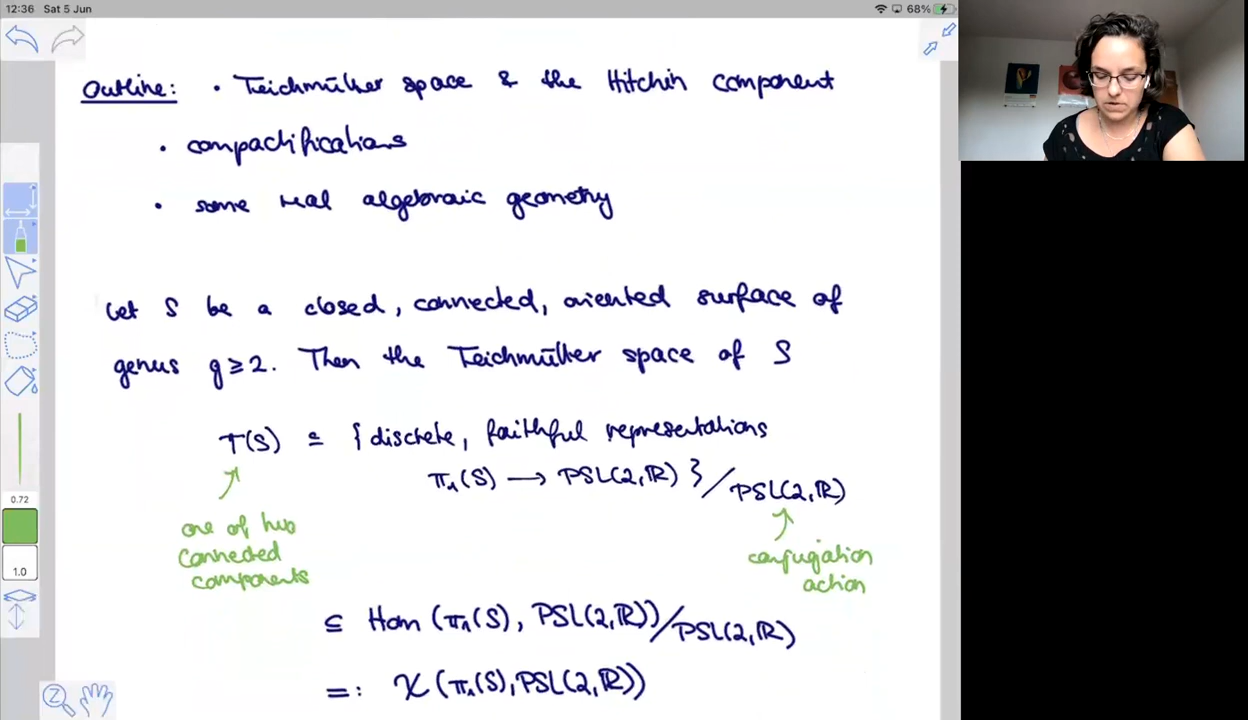 12:36 Sat 5 Jun 68%
Outline: • Teichmüller space & the Hitchin component
• compactifications
• some real algebraic geometry
Let S be a closed, connected, oriented surface of
genus g ≥ 2. Then the Teichmüller space of S
T(S) ⊆ { discrete, faithful representations
π₁(S) → PSL(2,ℝ) } / PSL(2,ℝ)
one of two
connected
components
conjugation
action
⊆ Hom (π₁(S), PSL(2,ℝ)) / PSL(2,ℝ)
=: χ (π₁(S), PSL(2,ℝ))
0.72
1.0
Z